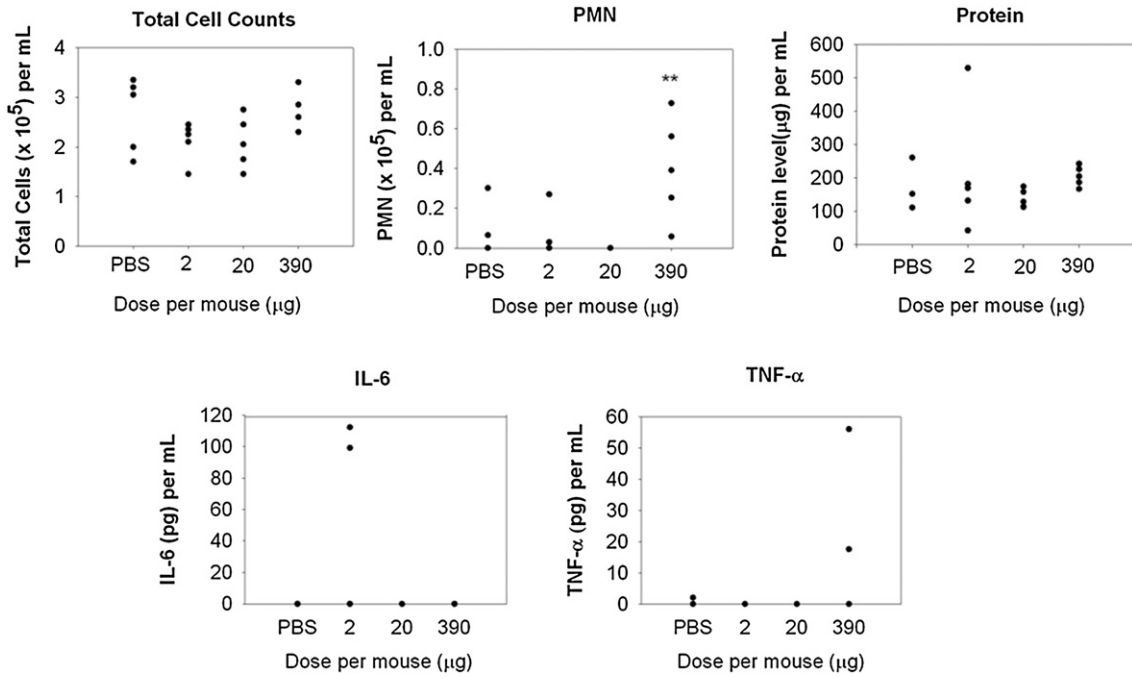 Total Cell Counts
Total Cells (x 10⁵) per mL
4
3
2
1
0
PBS 2 20 390
Dose per mouse (μg)
PMN
PMN (x 10⁵) per mL
1.0
0.8
0.6
0.4
0.2
0.0
**
PBS 2 20 390
Dose per mouse (μg)
Protein
Protein level(μg) per mL
600
500
400
300
200
100
0
PBS 2 20 390
Dose per mouse (μg)
IL-6
IL-6 (pg) per mL
120
100
80
60
40
20
0
PBS 2 20 390
Dose per mouse (μg)
TNF-α
TNF-α (pg) per mL
60
50
40
30
20
10
0
PBS 2 20 390
Dose per mouse (μg)